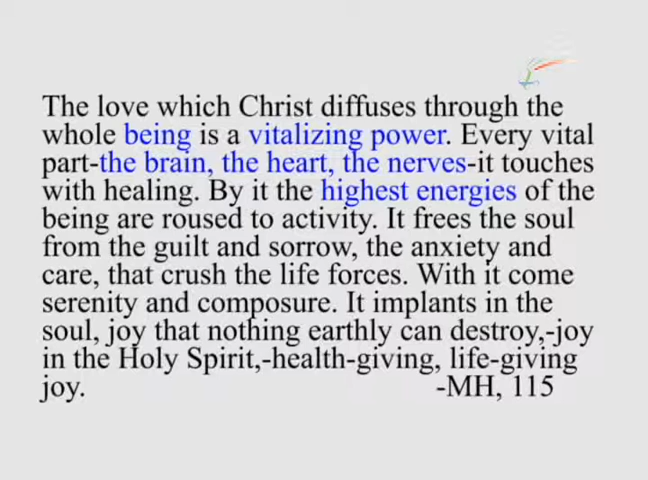 The love which Christ diffuses through the
whole being is a vitalizing power. Every vital
part-the brain, the heart, the nerves-it touches
with healing. By it the highest energies of the
being are roused to activity. It frees the soul
from the guilt and sorrow, the anxiety and
care, that crush the life forces. With it come
serenity and composure. It implants in the
soul, joy that nothing earthly can destroy,-joy
in the Holy Spirit,-health-giving, life-giving
joy. -MH, 115